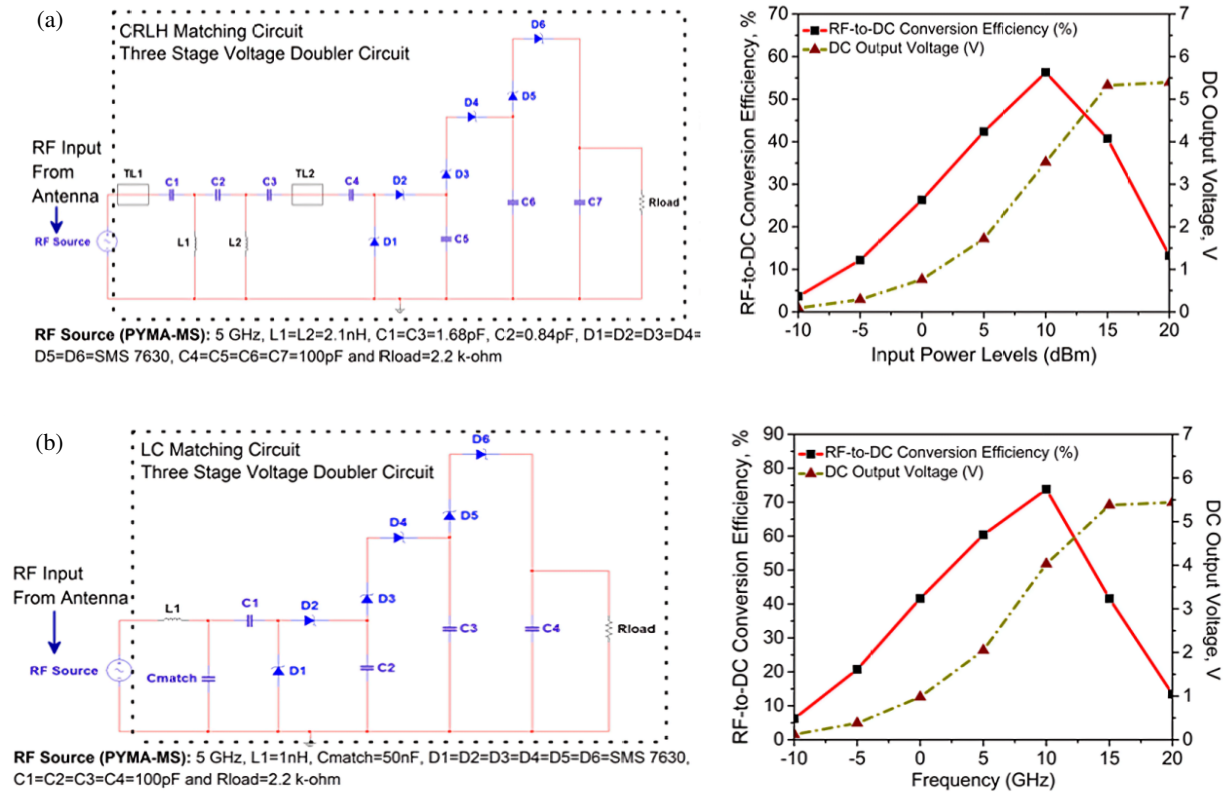 (a)
CRLH Matching Circuit
Three Stage Voltage Doubler Circuit
D6
D5
D4
D3
RF Input
From
Antenna
RF Source
TL1
C1
C2
C3
TL2
C4
D2
L1
L2
D1
C5
C6
C7
Rload
RF Source (PYMA-MS): 5 GHz, L1=L2=2.1nH, C1=C3=1.68pF, C2=0.84pF, D1=D2=D3=D4=
D5=D6=SMS 7630, C4=C5=C6=C7=100pF and Rload=2.2 k-ohm
RF-to-DC Conversion Efficiency (%)
DC Output Voltage (V)
RF-to-DC Conversion Efficiency, %
70
60
50
40
30
20
10
0
DC Output Voltage, V
7
6
5
4
3
2
1
0
-10 -5 0 5 10 15 20
Input Power Levels (dBm)
(b)
LC Matching Circuit
Three Stage Voltage Doubler Circuit
D6
D5
D4
D3
RF Input
From Antenna
RF Source
L1
C1
D2
Cmatch
D1
C2
C3
C4
Rload
RF Source (PYMA-MS): 5 GHz, L1=1nH, Cmatch=50nF, D1=D2=D3=D4=D5=D6=SMS 7630,
C1=C2=C3=C4=100pF and Rload=2.2 k-ohm
RF-to-DC Conversion Efficiency (%)
DC Output Voltage (V)
RF-to-DC Conversion Efficiency, %
90
80
70
60
50
40
30
20
10
0
DC Output Voltage, V
7
6
5
4
3
2
1
0
-10 -5 0 5 10 15 20
Frequency (GHz)